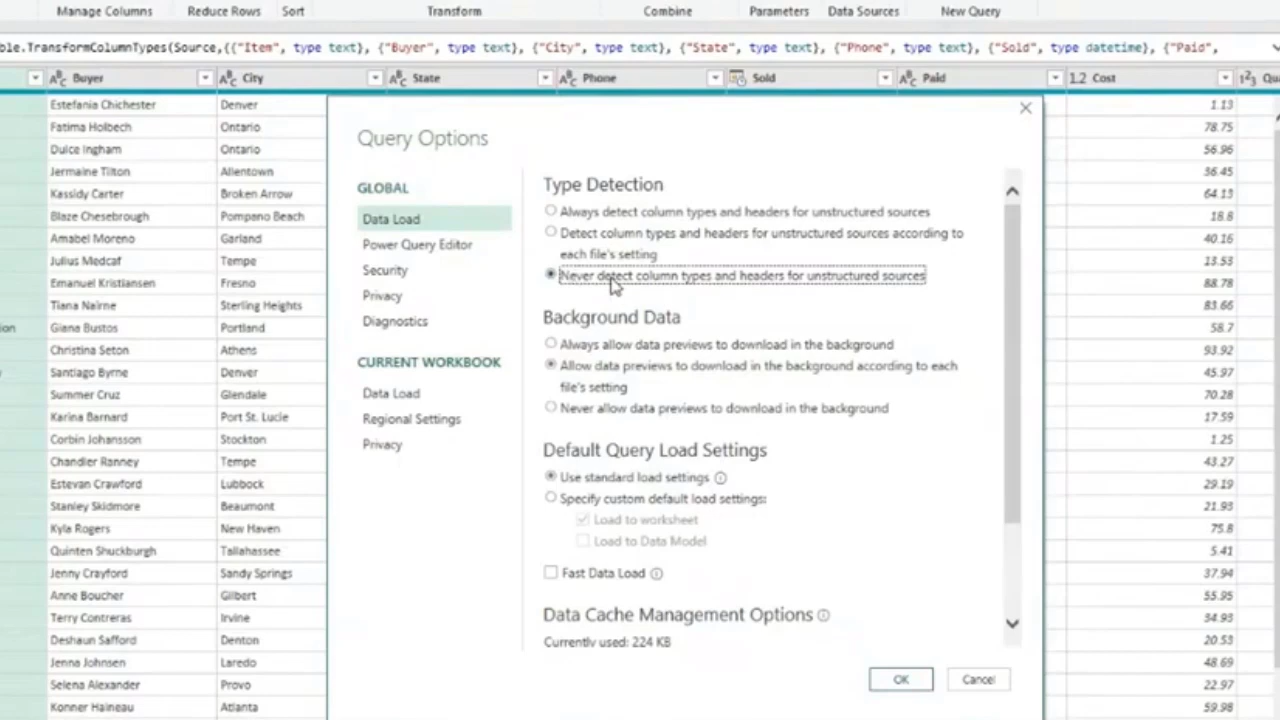 Manage Columns Reduce Rows Sort Transform Combine Parameters Data Sources New Query
ble.TransformColumnTypes(Source,{{"Item", type text}, {"Buyer", type text}, {"City", type text}, {"State", type text}, {"Phone", type text}, {"Sold", type datetime}, {"Paid",
ABC Buyer ABC City ABC State ABC Phone Sold ABC Paid 1.2 Cost 123 Qu
Estefania Chichester Denver 1.13
Fatima Holbech Ontario 78.75
Dulce Ingham Ontario 56.96
Jermaine Tilton Allentown 36.45
Kassidy Carter Broken Arrow 64.13
Blaze Chesebrough Pompano Beach 18.8
Amabel Moreno Garland 40.16
Julius Medcaf Tempe 13.53
Emanuel Kristiansen Fresno 88.78
Tiana Nairne Sterling Heights 83.66
ion Giana Bustos Portland 58.7
Christina Seton Athens 93.92
Santiago Byrne Denver 45.97
Summer Cruz Glendale 70.28
Karina Barnard Port St. Lucie 17.59
Corbin Johansson Stockton 1.25
Chandler Ranney Tempe 43.27
Estevan Crawford Lubbock 29.19
Stanley Skidmore Beaumont 21.93
Kyla Rogers New Haven 75.8
Quinten Shuckburgh Tallahassee 5.41
Jenny Crayford Sandy Springs 37.94
Anne Boucher Gilbert 55.95
Terry Contreras Irvine 34.93
Deshaun Safford Denton 20.53
Jenna Johnsen Laredo 48.69
Selena Alexander Provo 22.97
Konner Haineau Atlanta 59.98
Query Options
GLOBAL
Data Load
Power Query Editor
Security
Privacy
Diagnostics
CURRENT WORKBOOK
Data Load
Regional Settings
Privacy
Type Detection
Always detect column types and headers for unstructured sources
Detect column types and headers for unstructured sources according to
each file's setting
Never detect column types and headers for unstructured sources
Background Data
Always allow data previews to download in the background
Allow data previews to download in the background according to each
file's setting
Never allow data previews to download in the background
Default Query Load Settings
Use standard load settings
Specify custom default load settings:
Load to worksheet
Load to Data Model
Fast Data Load
Data Cache Management Options
Currently used: 224 KB
OK Cancel